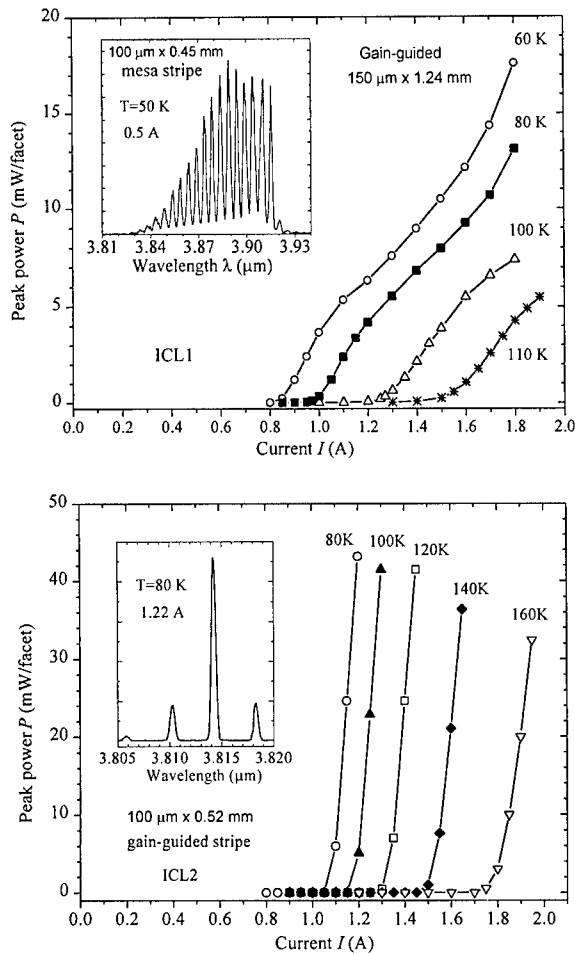 20
15
10
5
0
Peak power P (mW/facet)
100 μm x 0.45 mm
mesa stripe
T=50 K
0.5 A
3.81 3.84 3.87 3.90 3.93
Wavelength λ (μm)
Gain-guided
150 μm x 1.24 mm
60 K
80 K
100 K
110 K
ICL1
0.0 0.2 0.4 0.6 0.8 1.0 1.2 1.4 1.6 1.8 2.0
Current I (A)
50
40
30
20
10
0
Peak power P (mW/facet)
T=80 K
1.22 A
3.805 3.810 3.815 3.820
Wavelength (μm)
80K 100K
120K
140K
160K
100 μm x 0.52 mm
gain-guided stripe
ICL2
0.0 0.2 0.4 0.6 0.8 1.0 1.2 1.4 1.6 1.8 2.0
Current I (A)